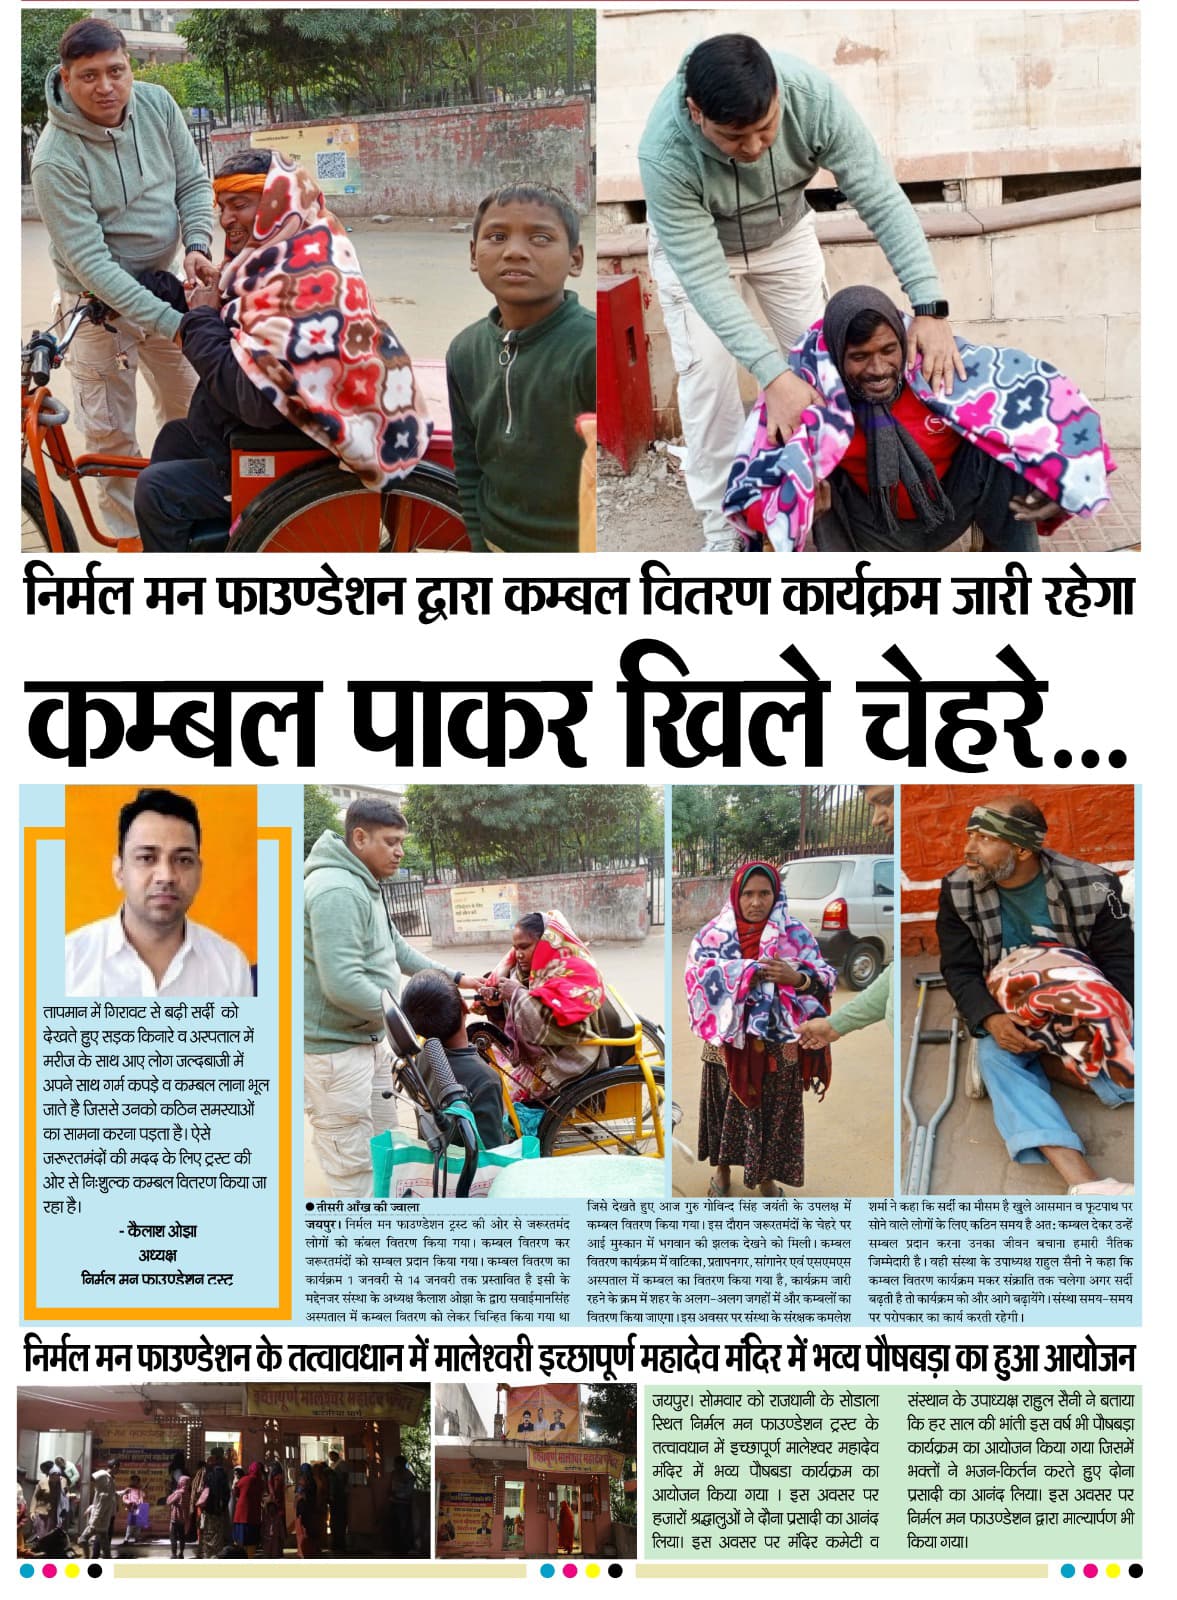 निर्मल मन फाउण्डेशन द्वारा कम्बल वितरण कार्यक्रम जारी रहेगा
कम्बल पाकर खिले चेहरे...
तापमान में गिरावट से बढ़ी सर्दी को
देखते हुए सड़क किनारे व अस्पताल में
मरीज के साथ आए लोग जल्दबाजी में
अपने साथ गर्म कपड़े व कम्बल लाना भूल
जाते है जिससे उनको कठिन समस्याओं
का सामना करना पड़ता है। ऐसे
जरूरतमंदों की मदद के लिए ट्रस्ट की
ओर से निःशुल्क कम्बल वितरण किया जा
रहा है।
- कैलाश ओझा
अध्यक्ष
निर्मल मन फाउण्डेशन ट्रस्ट
● तीसरी आँख की ज्वाला
जयपुर। निर्मल मन फाउण्डेशन ट्रस्ट की ओर से जरूरतमंद
लोगों को कंबल वितरण किया गया। कम्बल वितरण कर
जरूरतमंदों को सम्बल प्रदान किया गया। कम्बल वितरण का
कार्यक्रम 1 जनवरी से 14 जनवरी तक प्रस्तावित है इसी के
मद्देनजर संस्था के अध्यक्ष कैलाश ओझा के द्वारा सवाईमानसिंह
अस्पताल में कम्बल वितरण को लेकर चिन्हित किया गया था
जिसे देखते हुए आज गुरु गोविन्द सिंह जयंती के उपलक्ष में
कम्बल वितरण किया गया। इस दौरान जरूरतमंदों के चेहरे पर
आई मुस्कान में भगवान की झलक देखने को मिली। कम्बल
वितरण कार्यक्रम में वाटिका, प्रतापनगर, सांगानेर एवं एसएमएस
अस्पताल में कम्बल का वितरण किया गया है, कार्यक्रम जारी
रहने के क्रम में शहर के अलग-अलग जगहों में और कम्बलों का
वितरण किया जाएगा। इस अवसर पर संस्था के संरक्षक कमलेश
शर्मा ने कहा कि सर्दी का मौसम है खुले आसमान व फूटपाथ पर
सोने वाले लोगों के लिए कठिन समय है अत: कम्बल देकर उन्हें
सम्बल प्रदान करना उनका जीवन बचाना हमारी नैतिक
जिम्मेदारी है। वही संस्था के उपाध्यक्ष राहुल सैनी ने कहा कि
कम्बल वितरण कार्यक्रम मकर संक्राति तक चलेगा अगर सर्दी
बढ़ती है तो कार्यक्रम को और आगे बढ़ायेंगे। संस्था समय-समय
पर परोपकार का कार्य करती रहेगी।
निर्मल मन फाउण्डेशन के तत्वावधान में मालेश्वरी इच्छापूर्ण महादेव मंदिर में भव्य पौषबड़ा का हुआ आयोजन
इच्छापूर्ण मालेश्वर महादेव मंदिर
जयपुर। सोमवार को राजधानी के सोडाला
स्थित निर्मल मन फाउण्डेशन ट्रस्ट के
तत्वावधान में इच्छापूर्ण मालेश्वर महादेव
मंदिर में भव्य पौषबडा कार्यक्रम का
आयोजन किया गया । इस अवसर पर
हजारों श्रद्धालुओं ने दौना प्रसादी का आनंद
लिया। इस अवसर पर मंदिर कमेटी व
संस्थान के उपाध्यक्ष राहुल सैनी ने बताया
कि हर साल की भांती इस वर्ष भी पौषबड़ा
कार्यक्रम का आयोजन किया गया जिसमें
भक्तों ने भजन-किर्तन करते हुए दोना
प्रसादी का आनंद लिया। इस अवसर पर
निर्मल मन फाउण्डेशन द्वारा माल्यार्पण भी
किया गया।